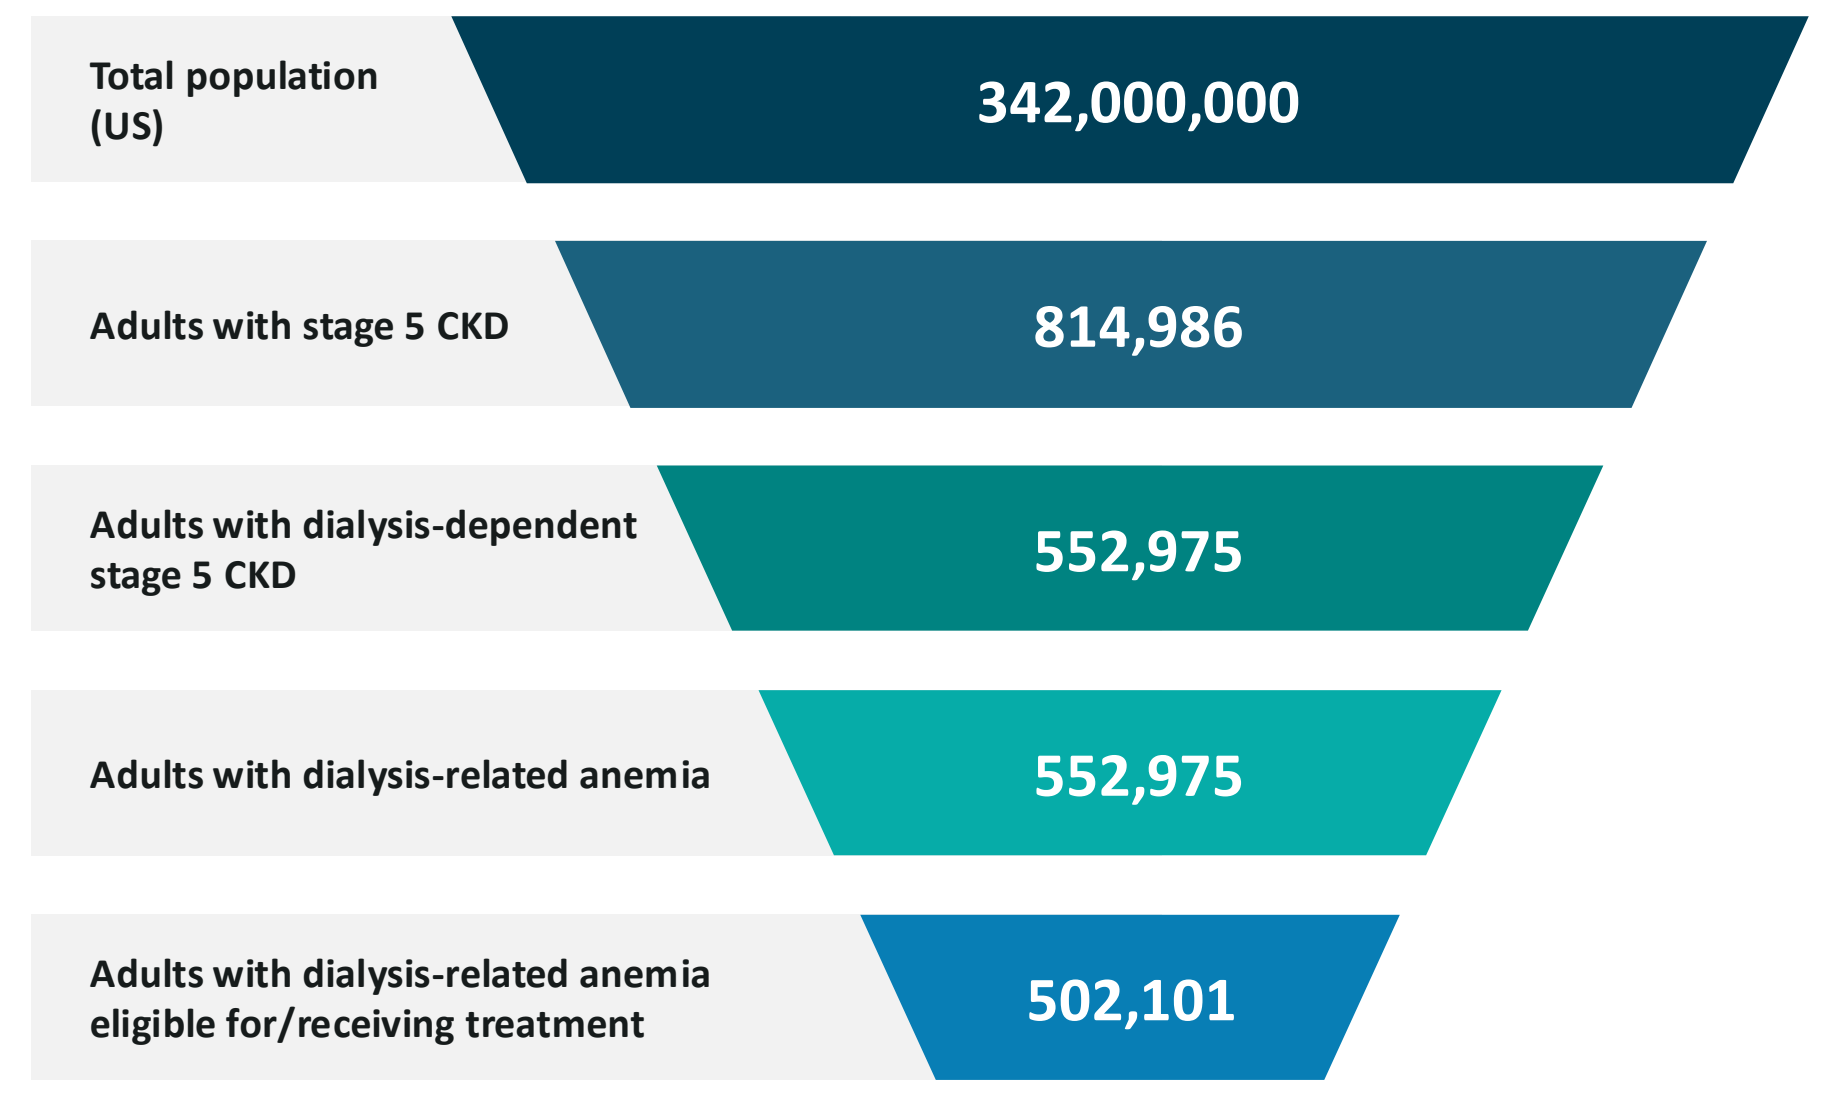 Total population
(US)
342,000,000
Adults with stage 5 CKD
814,986
Adults with dialysis-dependent
stage 5 CKD
552,975
Adults with dialysis-related anemia
552,975
Adults with dialysis-related anemia
eligible for/receiving treatment
502,101